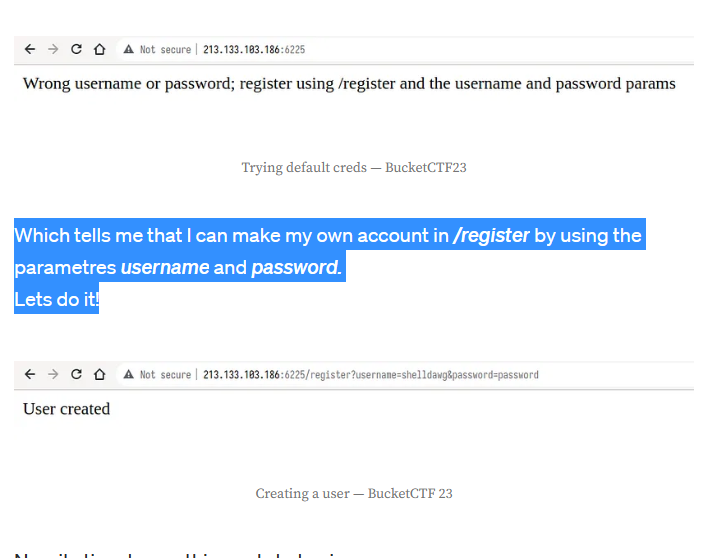 Not secure | 213.133.103.186:6225
Wrong username or password; register using /register and the username and password params
Trying default creds — BucketCTF23
Which tells me that I can make my own account in /register by using the
parametres username and password.
Lets do it!
Not secure | 213.133.103.186:6225/register?username=shelldawg&password=password
User created
Creating a user — BucketCTF 23